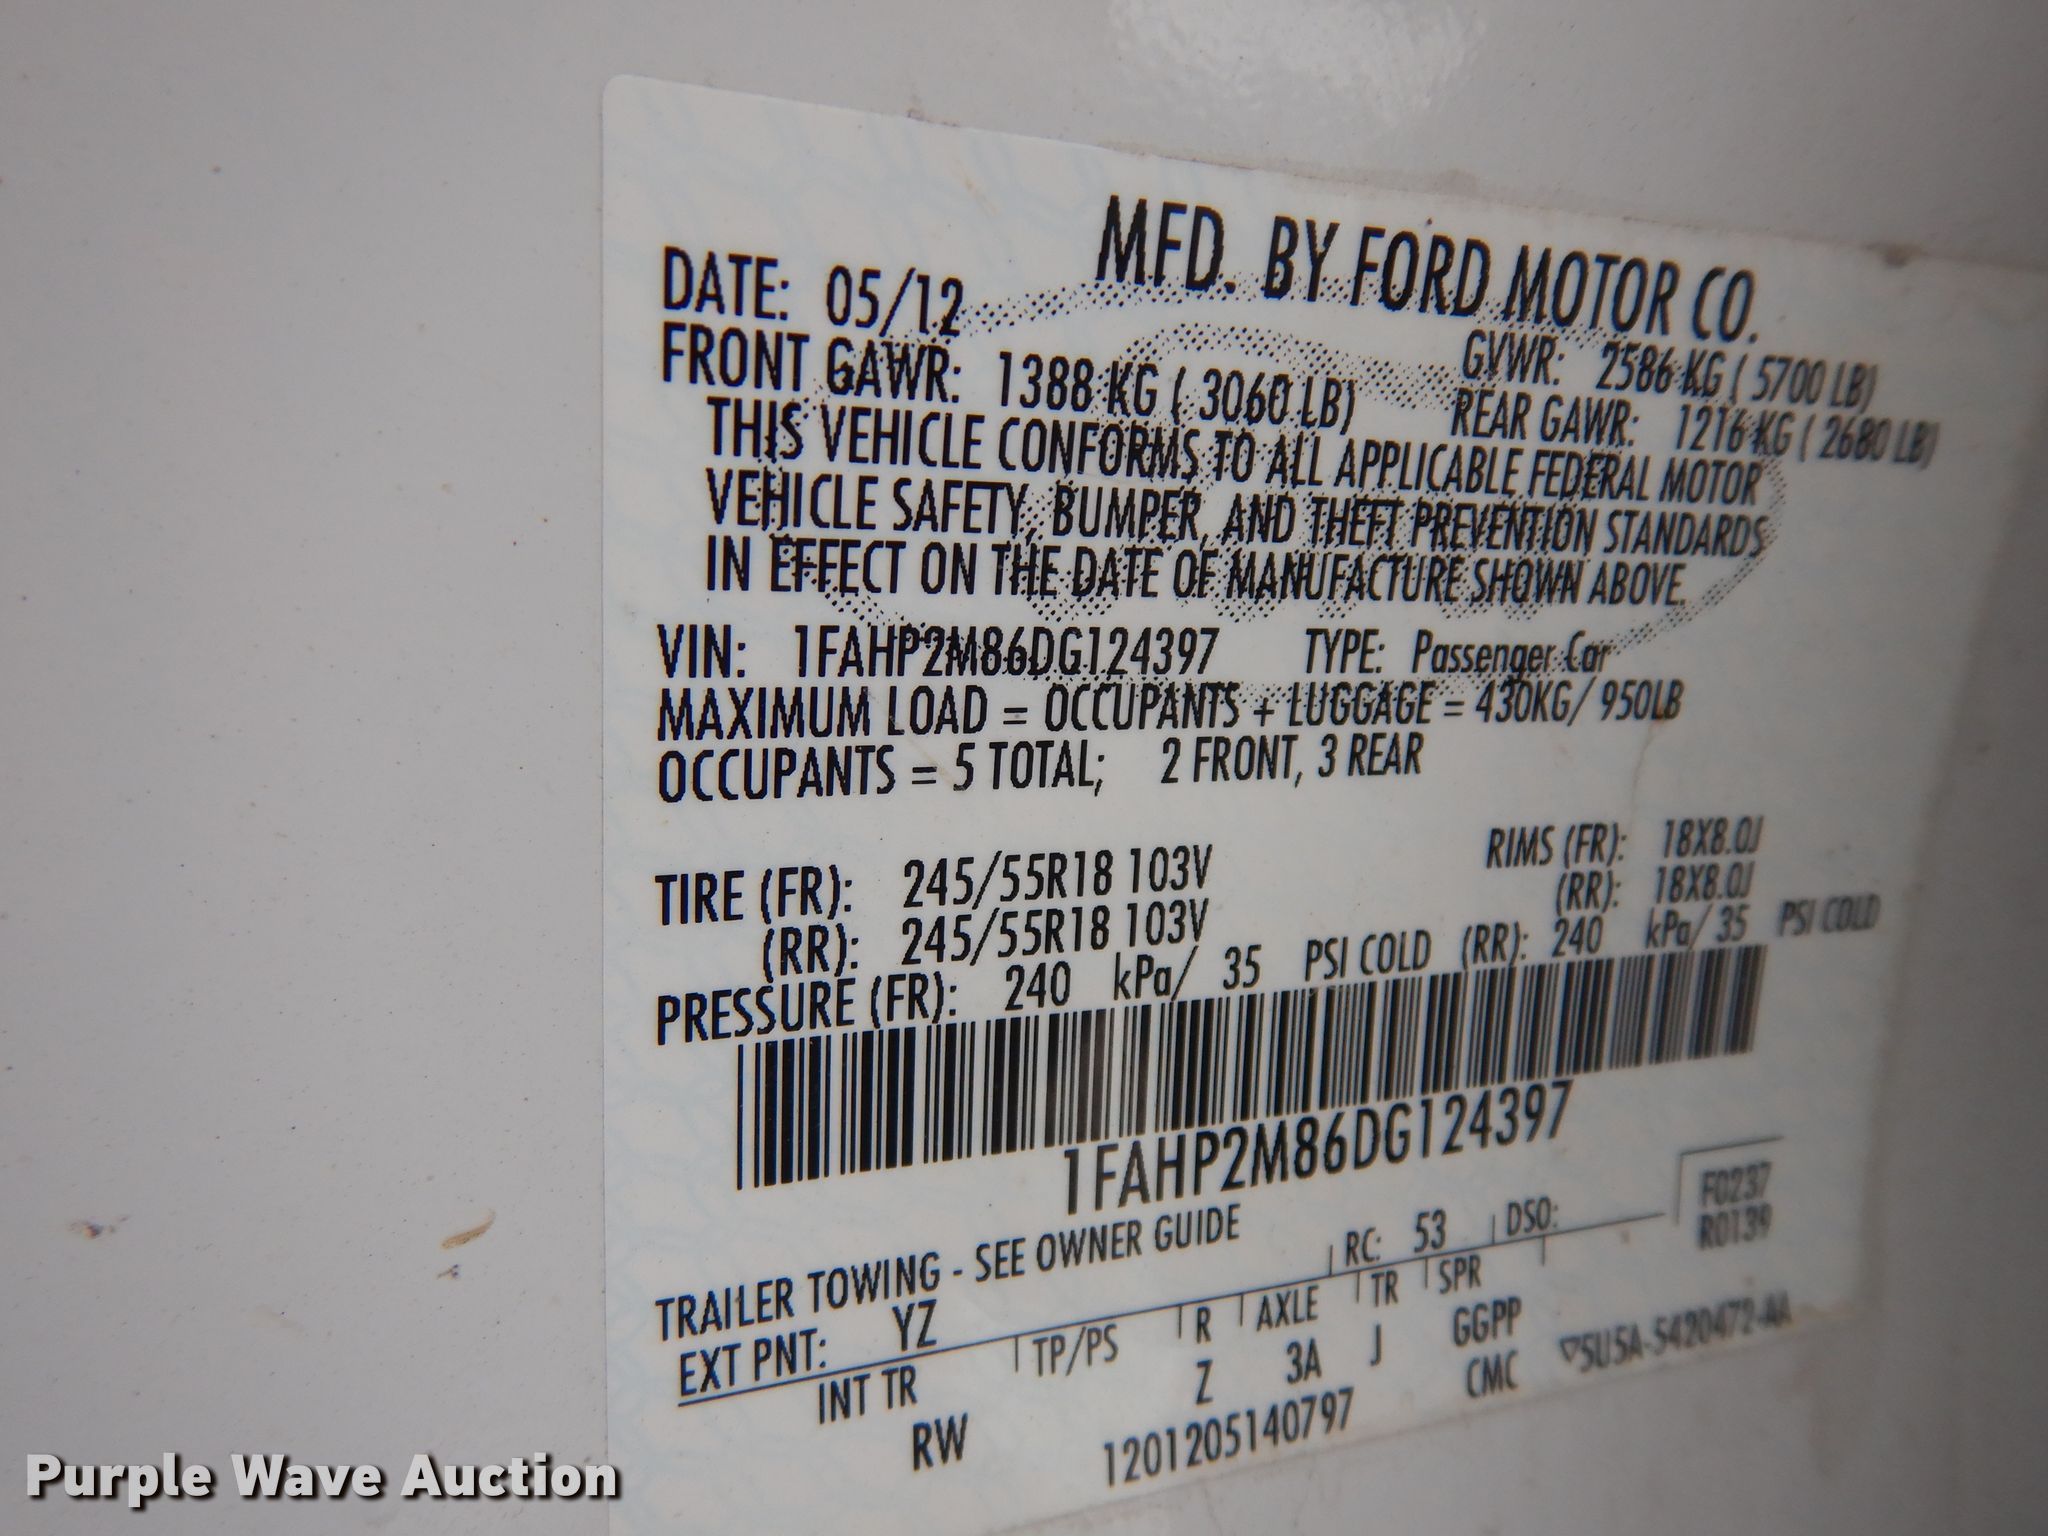 MFD. BY FORD MOTOR CO.
DATE: 05/12 GVWR: 2586 KG ( 5700 LB)
FRONT GAWR: 1388 KG ( 3060 LB) REAR GAWR: 1216 KG ( 2680 LB)
THIS VEHICLE CONFORMS TO ALL APPLICABLE FEDERAL MOTOR
VEHICLE SAFETY, BUMPER, AND THEFT PREVENTION STANDARDS
IN EFFECT ON THE DATE OF MANUFACTURE SHOWN ABOVE.
VIN: 1FAHP2M86DG124397 TYPE: Passenger Car
MAXIMUM LOAD = OCCUPANTS + LUGGAGE = 430KG/ 950LB
OCCUPANTS = 5 TOTAL; 2 FRONT, 3 REAR
TIRE (FR): 245/55R18 103V RIMS (FR): 18X8.0J
(RR): 245/55R18 103V (RR): 18X8.0J
PRESSURE (FR): 240 kPa/ 35 PSI COLD (RR): 240 kPa/ 35 PSI COLD
1FAHP2M86DG124397
TRAILER TOWING - SEE OWNER GUIDE
F0237
R0139
EXT PNT: YZ RC: 53 DSO:
INT TR TP/PS R AXLE TR SPR
RW Z 3A J GGPP
CMC
1201205140797 ▽5U5A-5420472-AA
Purple Wave Auction